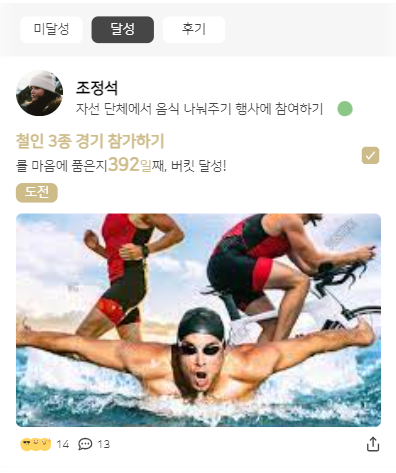 미달성
달성
후기
조정석
자선 단체에서 음식 나눠주기 행사에 참여하기
철인 3종 경기 참가하기
를 마음에 품은지392일째, 버킷 달성!
도전
14
13